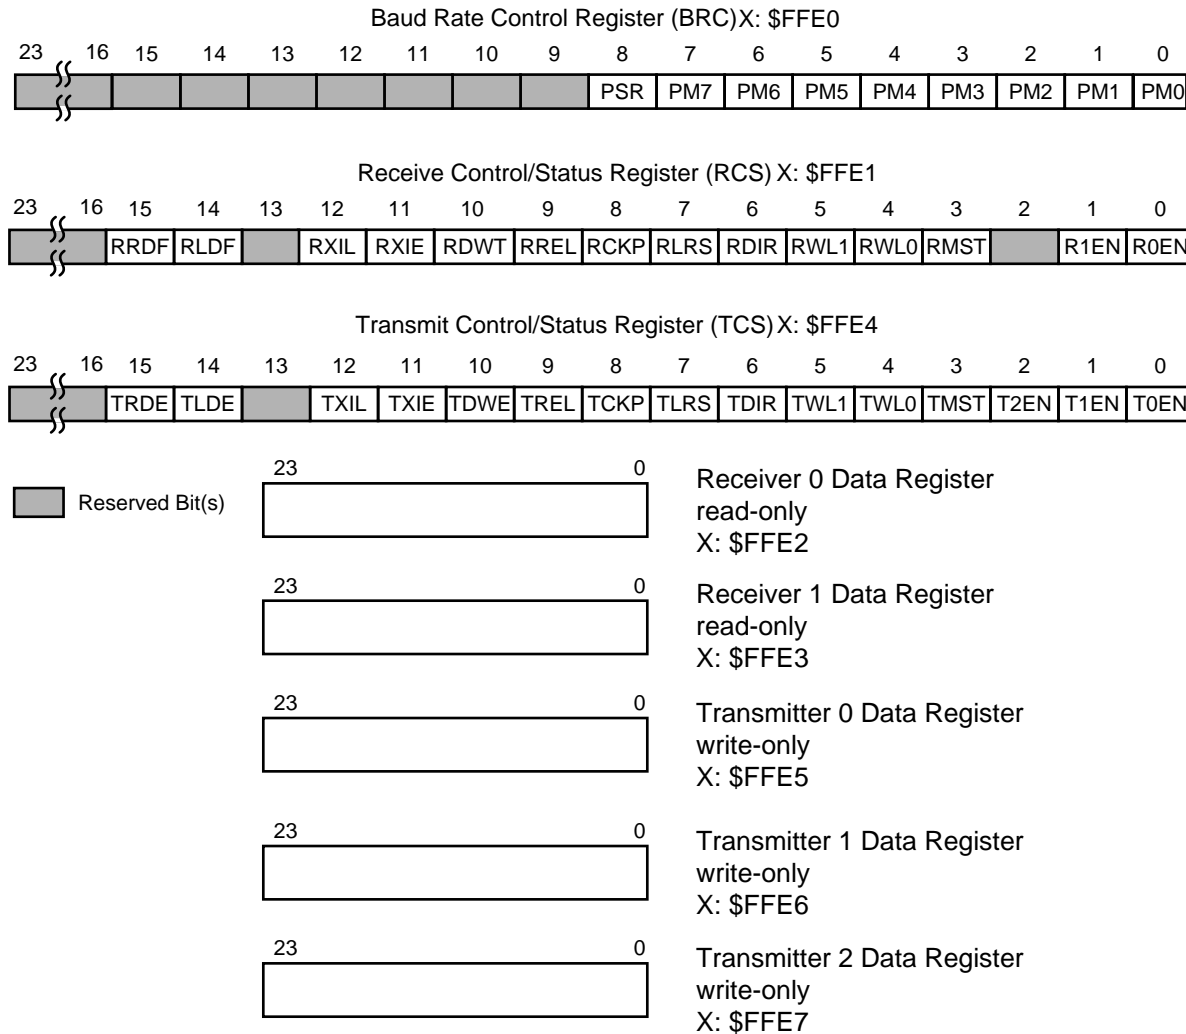 Baud Rate Control Register (BRC) X: $FFE0
23 16 15 14 13 12 11 10 9 8 7 6 5 4 3 2 1 0
PSR PM7 PM6 PM5 PM4 PM3 PM2 PM1 PM0
Receive Control/Status Register (RCS) X: $FFE1
23 16 15 14 13 12 11 10 9 8 7 6 5 4 3 2 1 0
RRDF RLDF RXIL RXIE RDWT RREL RCKP RLRS RDIR RWL1 RWL0 RMST R1EN R0EN
Transmit Control/Status Register (TCS) X: $FFE4
23 16 15 14 13 12 11 10 9 8 7 6 5 4 3 2 1 0
TRDE TLDE TXIL TXIE TDWE TREL TCKP TLRS TDIR TWL1 TWL0 TMST T2EN T1EN T0EN
Reserved Bit(s)
23 0
Receiver 0 Data Register
read-only
X: $FFE2
23 0
Receiver 1 Data Register
read-only
X: $FFE3
23 0
Transmitter 0 Data Register
write-only
X: $FFE5
23 0
Transmitter 1 Data Register
write-only
X: $FFE6
23 0
Transmitter 2 Data Register
write-only
X: $FFE7